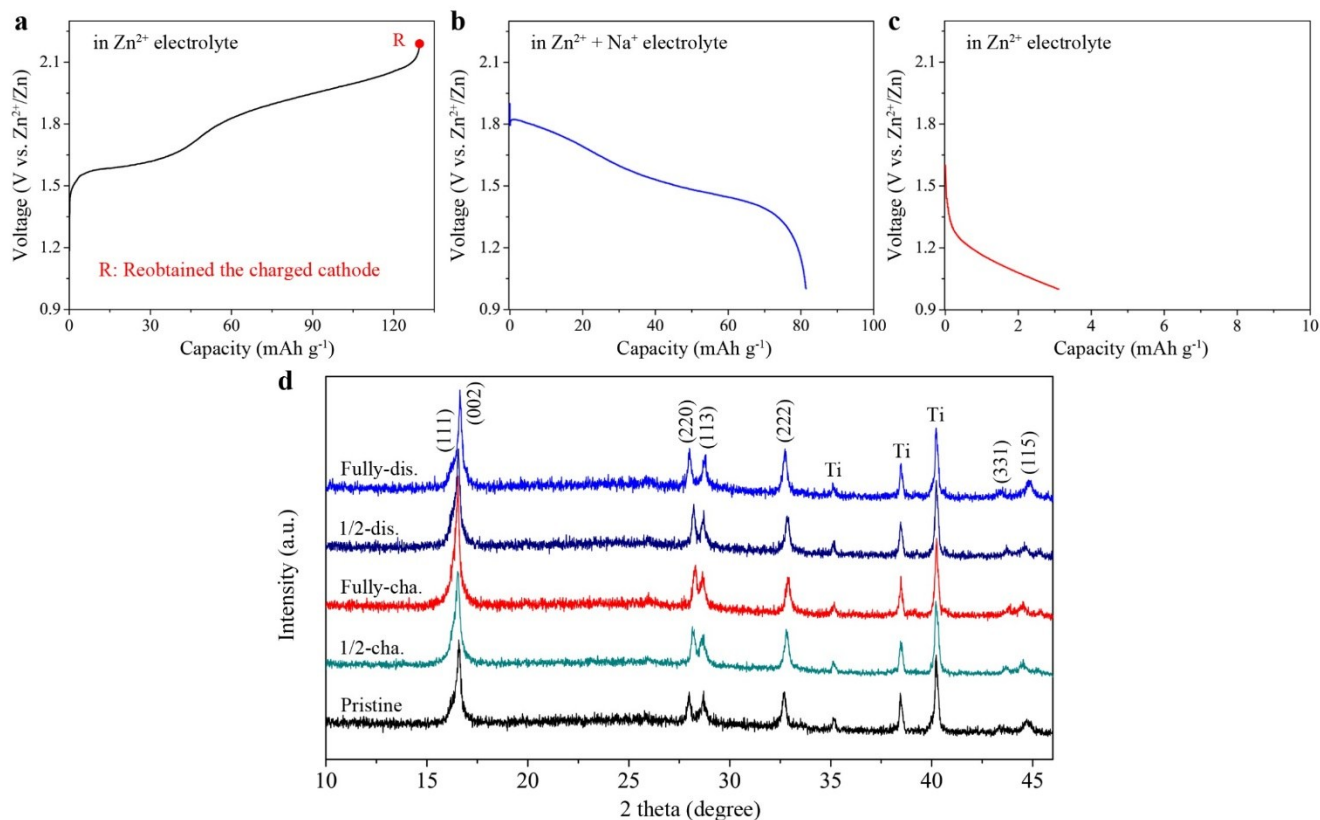 a
in Zn²⁺ electrolyte
R
R: Reobtained the charged cathode
Voltage (V vs. Zn²⁺/Zn)
2.1
1.8
1.5
1.2
0.9
0 30 60 90 120
Capacity (mAh g⁻¹)
b
in Zn²⁺ + Na⁺ electrolyte
Voltage (V vs. Zn²⁺/Zn)
2.1
1.8
1.5
1.2
0.9
0 20 40 60 80 100
Capacity (mAh g⁻¹)
c
in Zn²⁺ electrolyte
Voltage (V vs. Zn²⁺/Zn)
2.1
1.8
1.5
1.2
0.9
0 2 4 6 8 10
Capacity (mAh g⁻¹)
d
(111) (002) (220) (113) (222) Ti Ti Ti (331) (115)
Fully-dis.
1/2-dis.
Fully-cha.
1/2-cha.
Pristine
Intensity (a.u.)
10 15 20 25 30 35 40 45
2 theta (degree)